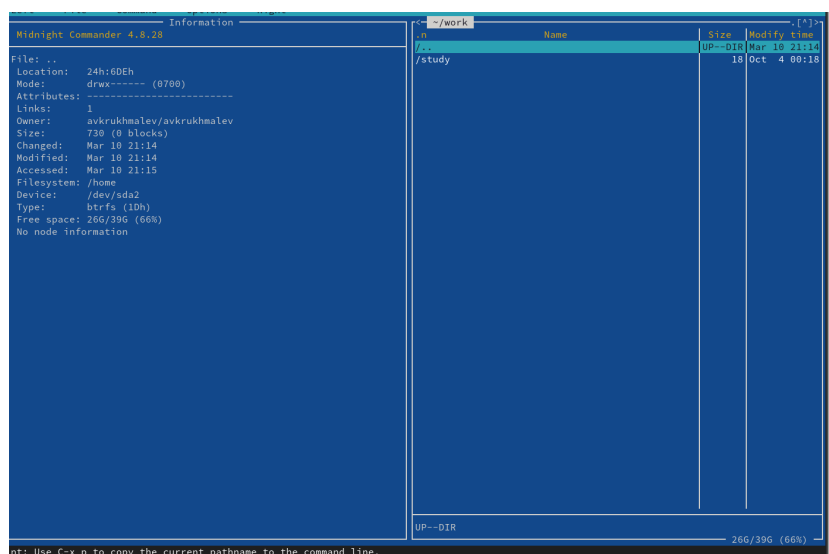 Information
Midnight Commander 4.8.28
File: ..
Location: 24h:6DEh
Mode: drwx------ (0700)
Attributes: -------------------------
Links: 1
Owner: avkrukhmalev/avkrukhmalev
Size: 730 (0 blocks)
Changed: Mar 10 21:14
Modified: Mar 10 21:14
Accessed: Mar 10 21:15
Filesystem: /home
Device: /dev/sda2
Type: btrfs (1Dh)
Free space: 26G/39G (66%)
No node information
<- ~/work .[^]>
.n Name Size Modify time
/.. UP--DIR Mar 10 21:14
/study 18 Oct 4 00:18
UP--DIR
26G/39G (66%)
nt: Use C-x p to copy the current pathname to the command line.